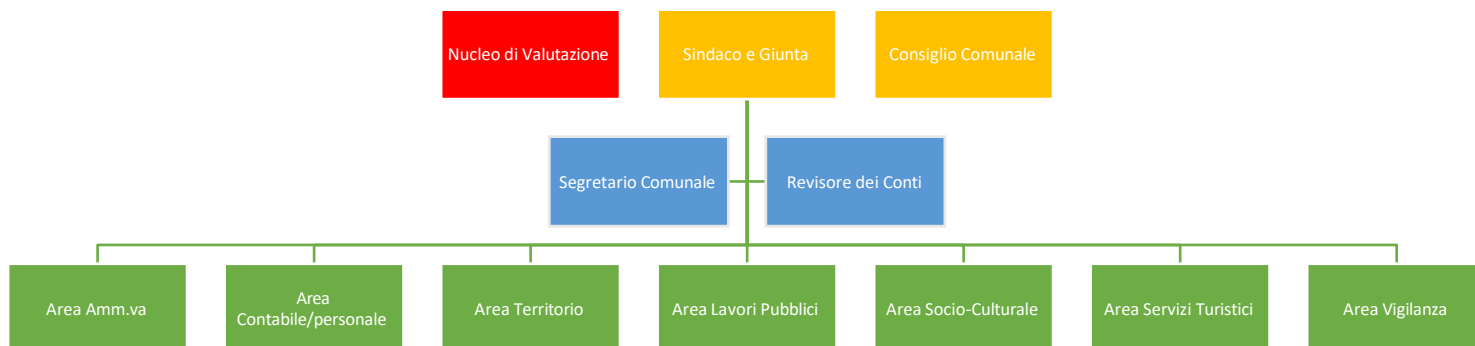 Nucleo di Valutazione
Sindaco e Giunta
Consiglio Comunale
Segretario Comunale
Revisore dei Conti
Area Amm.va
Area
Contabile/personale
Area Territorio
Area Lavori Pubblici
Area Socio-Culturale
Area Servizi Turistici
Area Vigilanza